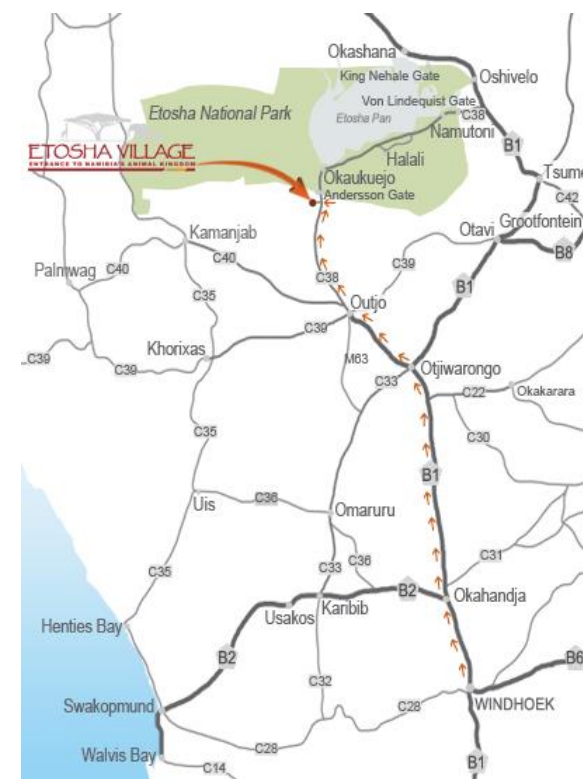 Okashana
King Nehale Gate
Oshivelo
Von Lindequist Gate
C38
Etosha National Park
Etosha Pan
Namutoni
B1
Halali
ETOSHA VILLAGE
ENTRANCE TO NAMIBIA'S ANIMAL KINGDOM
Okaukuejo
Andersson Gate
Tsume
C42
Grootfontein
Otavi
B8
Kamanjab
C40
C39
Palmwag
C40
C35
C38
B1
Outjo
C39
Khorixas
M63
Otjiwarongo
C39
C39
C33
C22
Okakarara
C35
C30
B1
Uis
C36
Omaruru
C31
C35
C33
C36
B2
Okahandja
Usakos
Karibib
Henties Bay
B2
B6
C32
Swakopmund
C28
WINDHOEK
C28
Walvis Bay
C14
B1